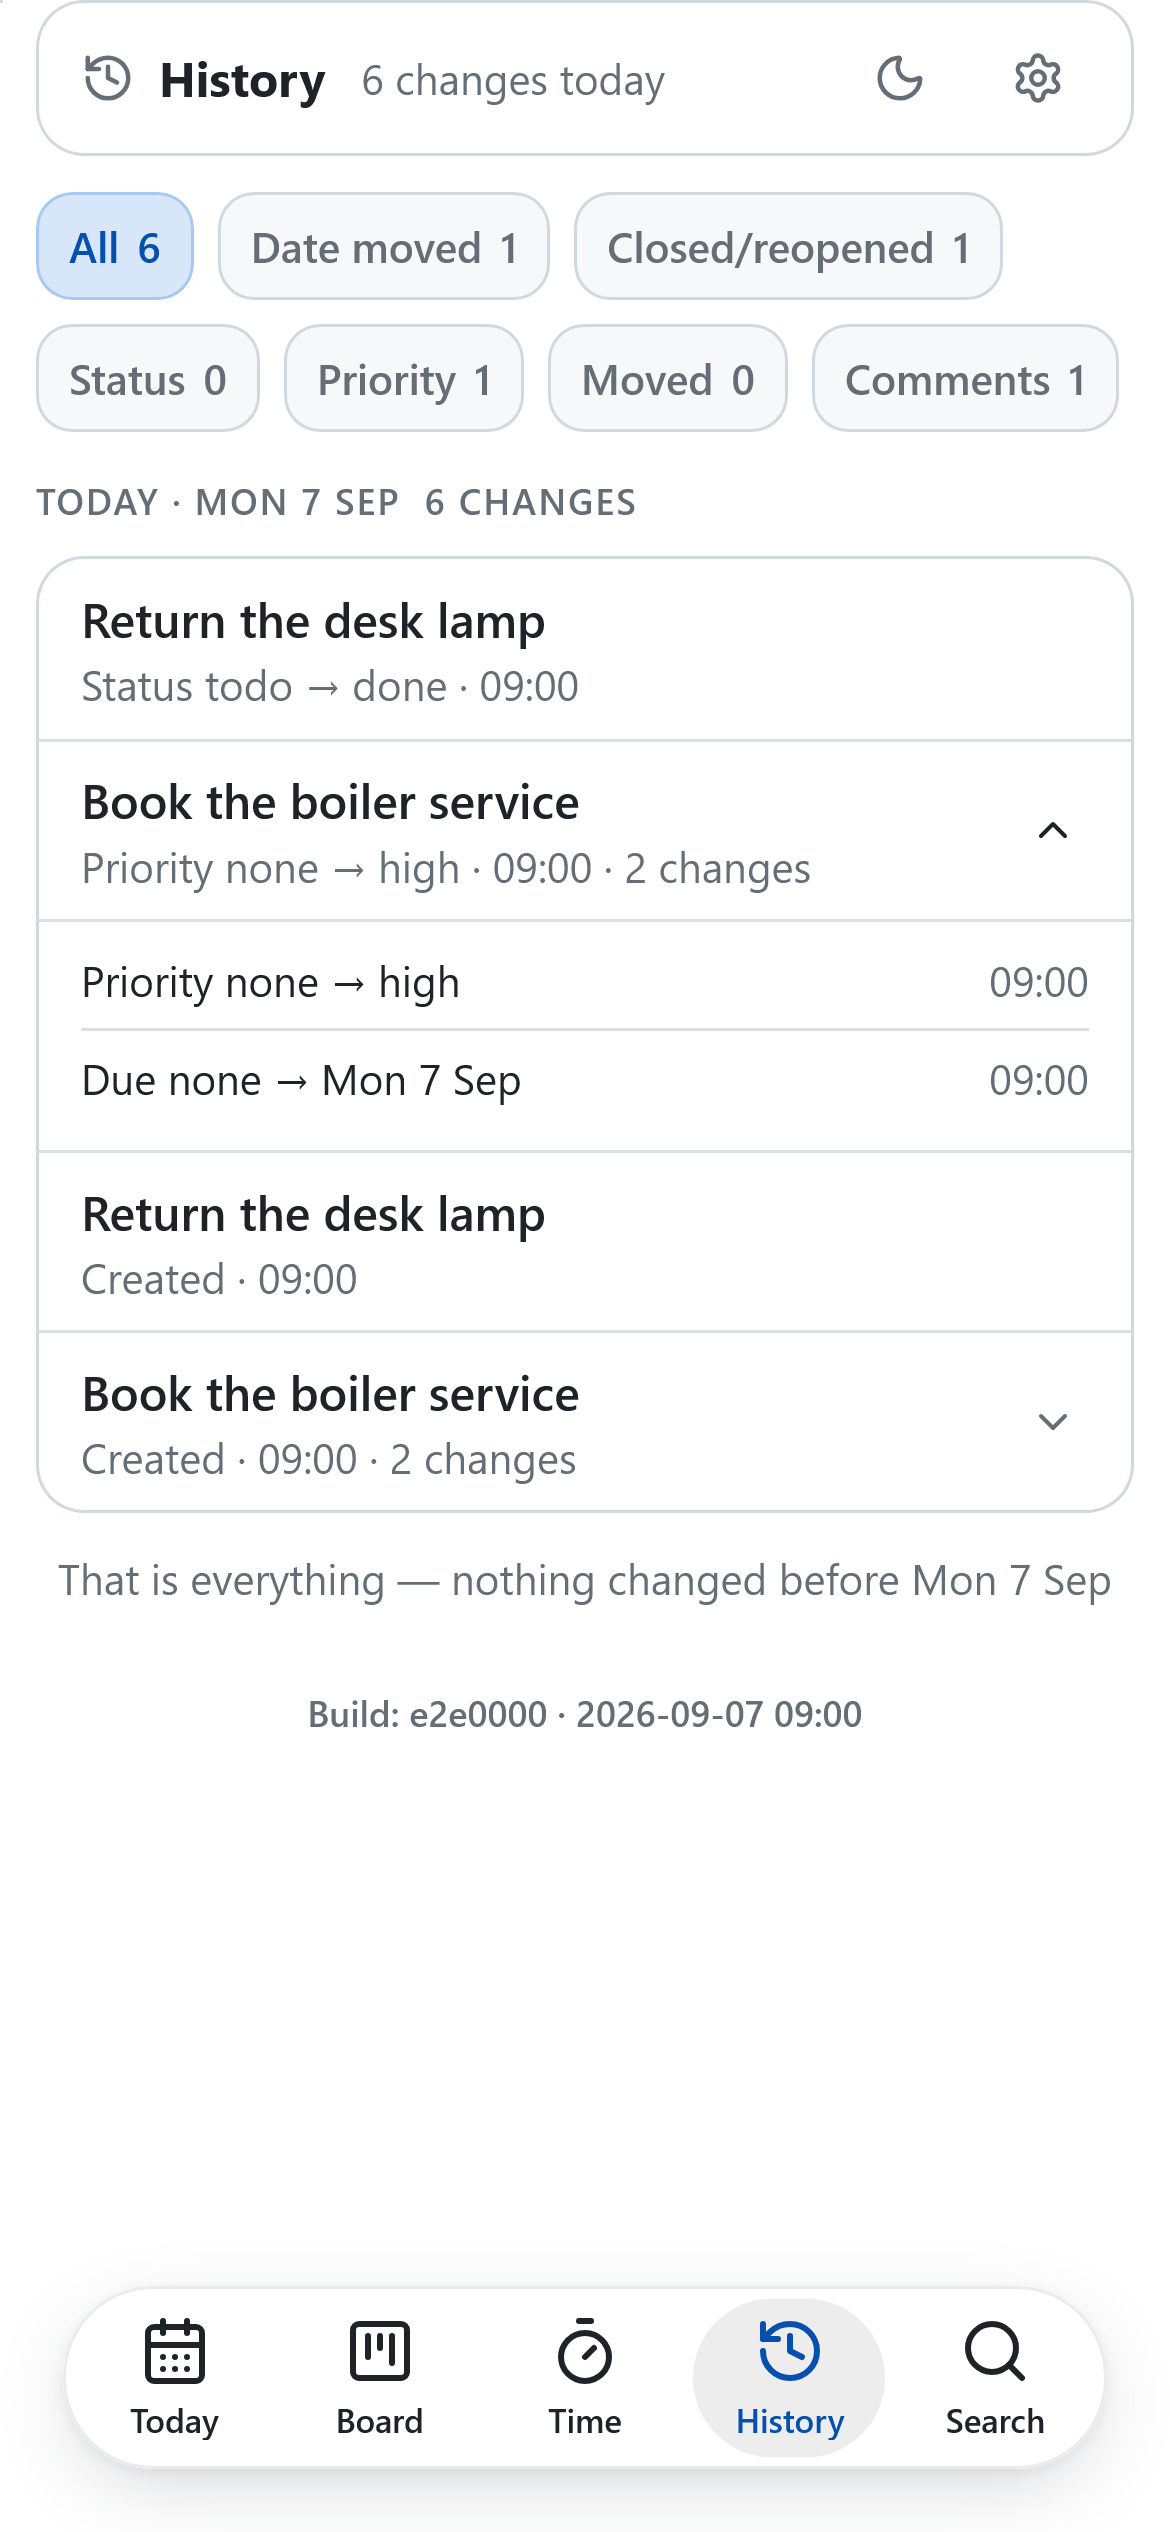 History 6 changes today
All 6 Date moved 1 Closed/reopened 1
Status 0 Priority 1 Moved 0 Comments 1
TODAY · MON 7 SEP 6 CHANGES
Return the desk lamp
Status todo → done · 09:00
Book the boiler service
Priority none → high · 09:00 · 2 changes
Priority none → high 09:00
Due none → Mon 7 Sep 09:00
Return the desk lamp
Created · 09:00
Book the boiler service
Created · 09:00 · 2 changes
That is everything — nothing changed before Mon 7 Sep
Build: e2e0000 · 2026-09-07 09:00
Today Board Time History Search